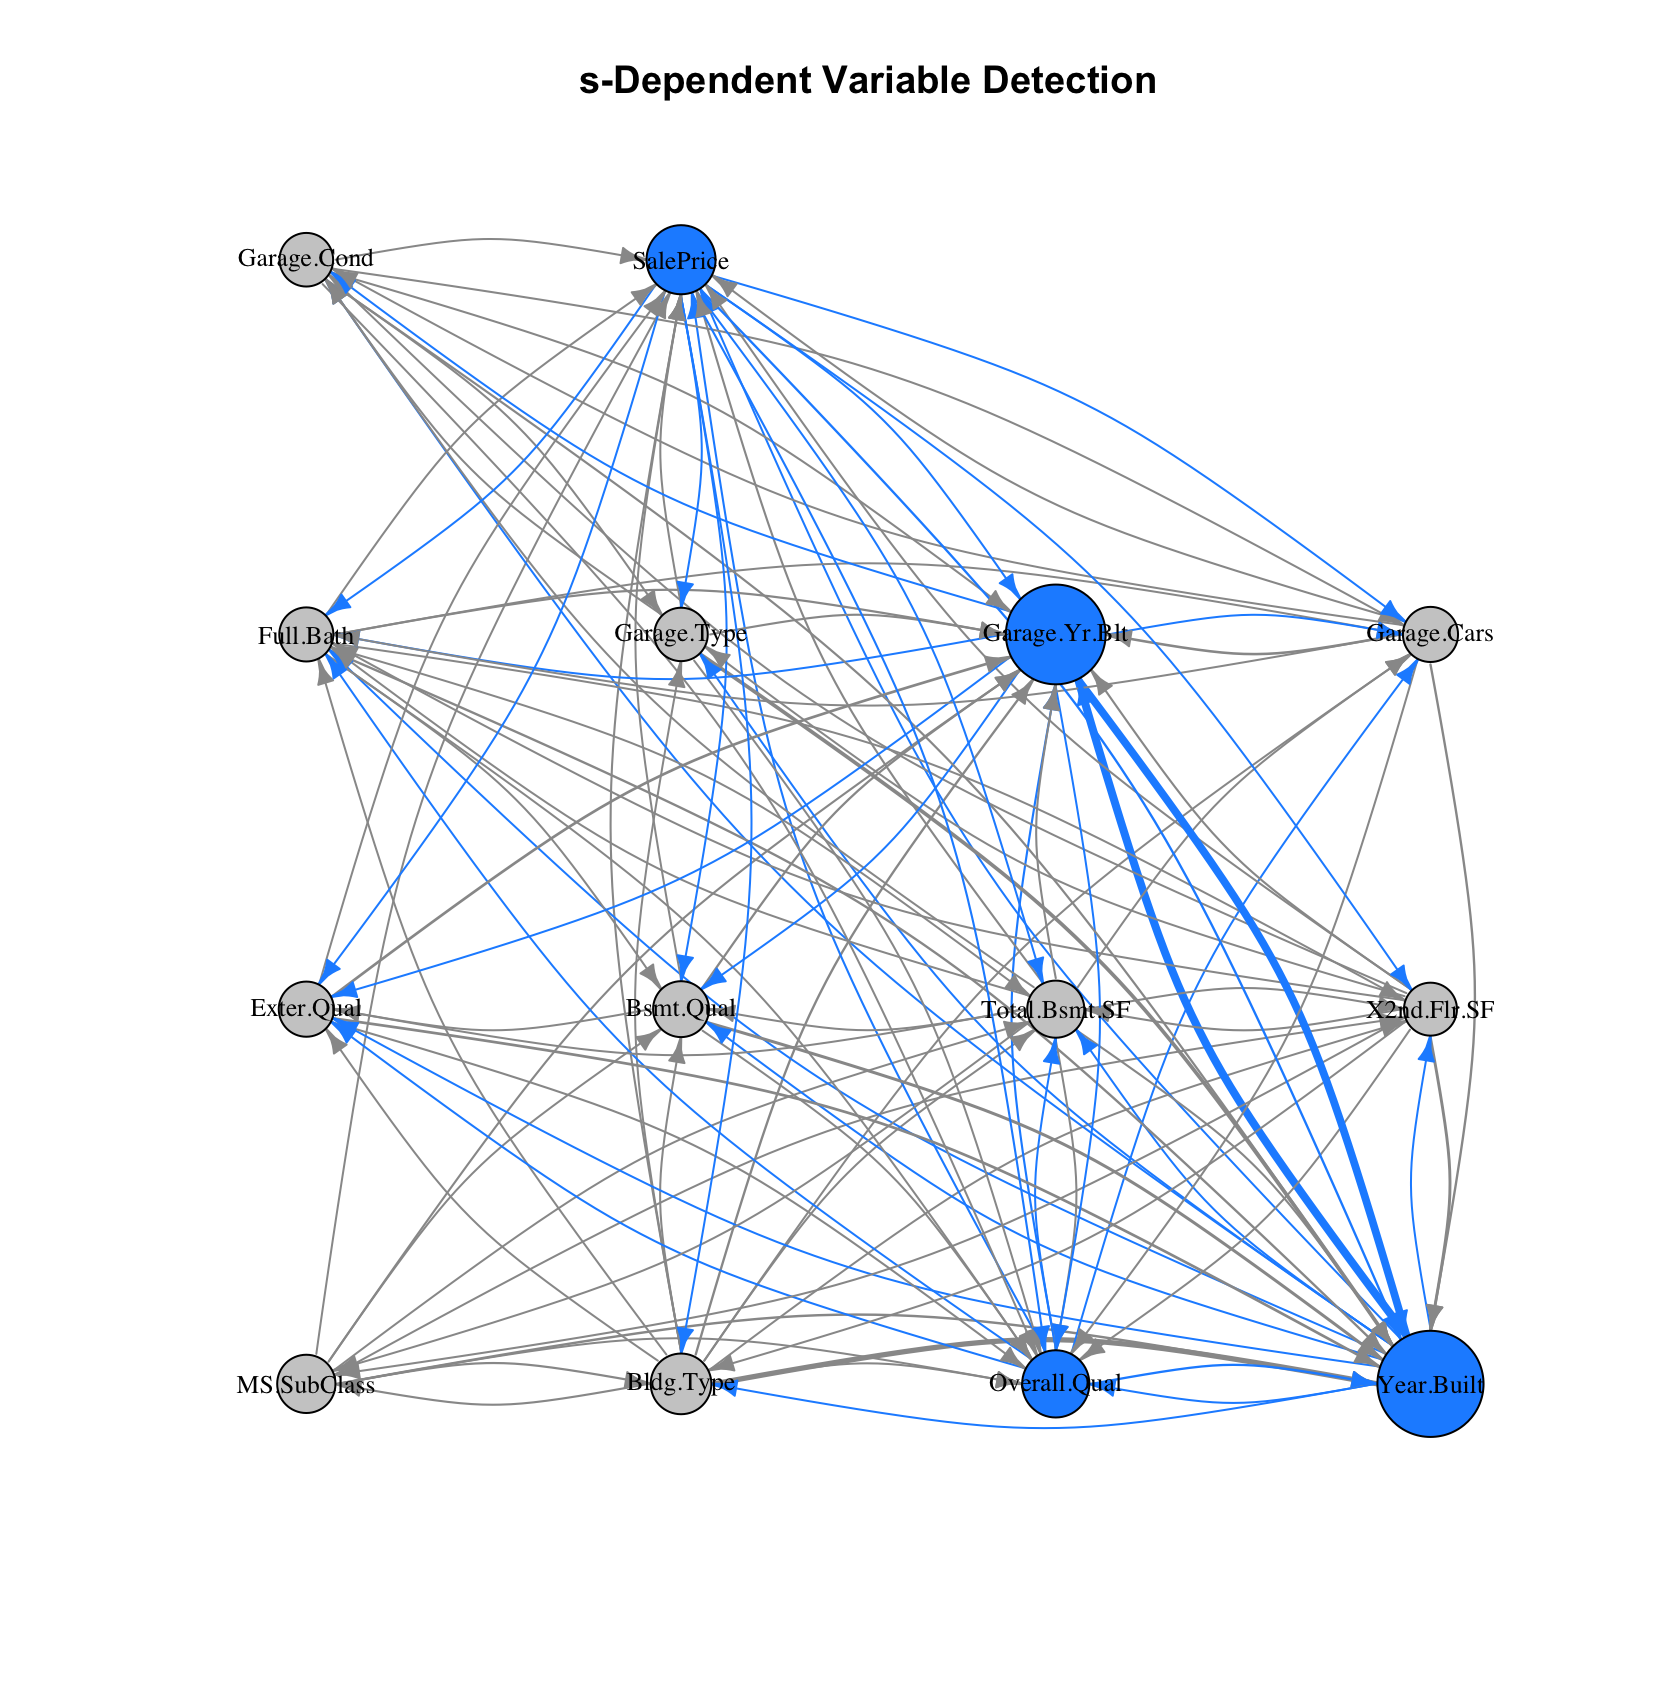 s-Dependent Variable Detection
Garage.Cond
SalePrice
Full.Bath
Garage.Type
Garage.Yr.Blt
Garage.Cars
Exter.Qual
Bsmt.Qual
Total.Bsmt.SF
X2nd.Flr.SF
MS.SubClass
Bldg.Type
Overall.Qual
Year.Built